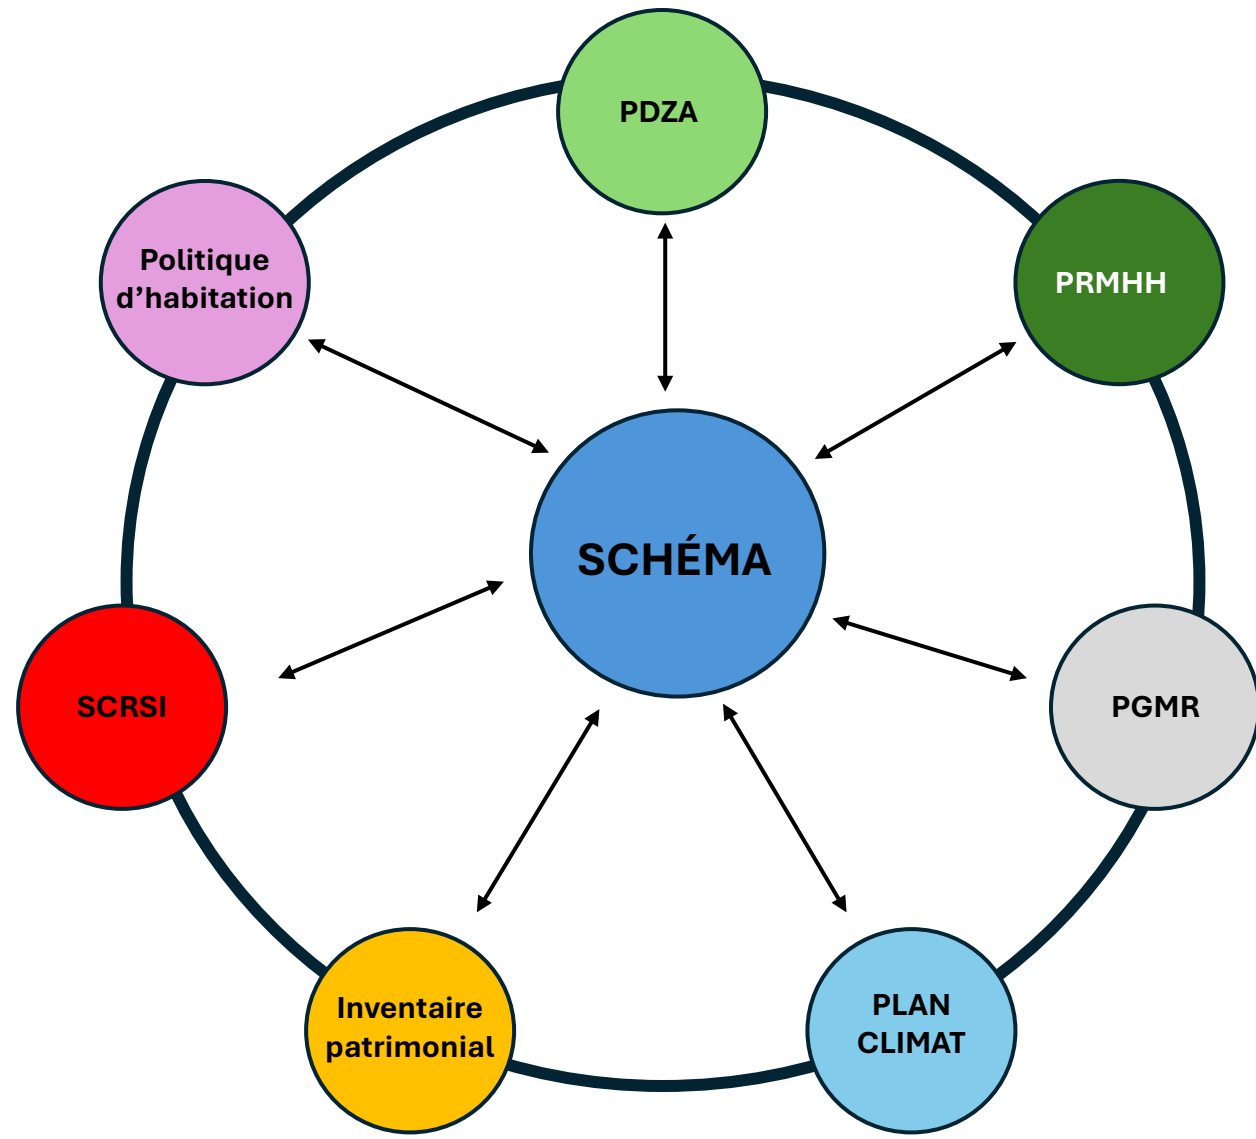 PDZA
Politique
d’habitation
PRMHH
SCHÉMA
SCRSI
PGMR
Inventaire
patrimonial
PLAN
CLIMAT